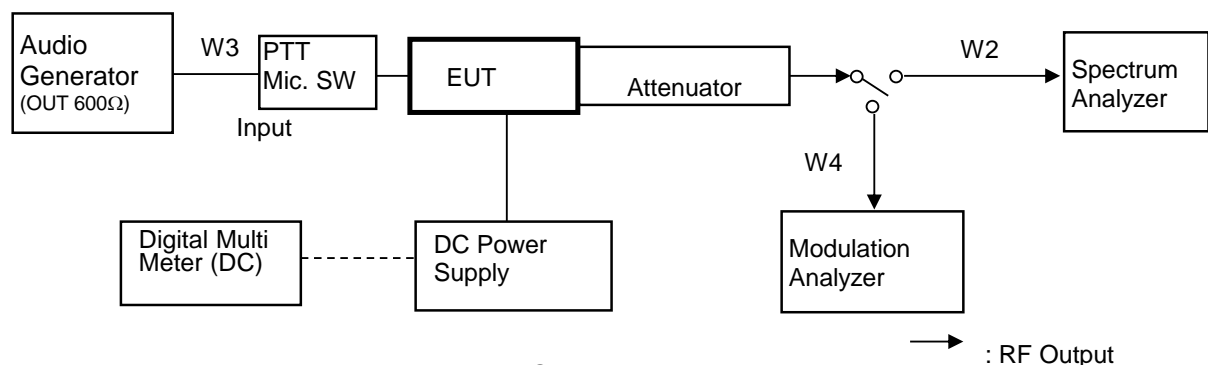 Audio
Generator
(OUT 600Ω)
W3
PTT
Mic. SW
Input
EUT
Attenuator
W2
Spectrum
Analyzer
W4
Digital Multi
Meter (DC)
DC Power
Supply
Modulation
Analyzer
: RF Output